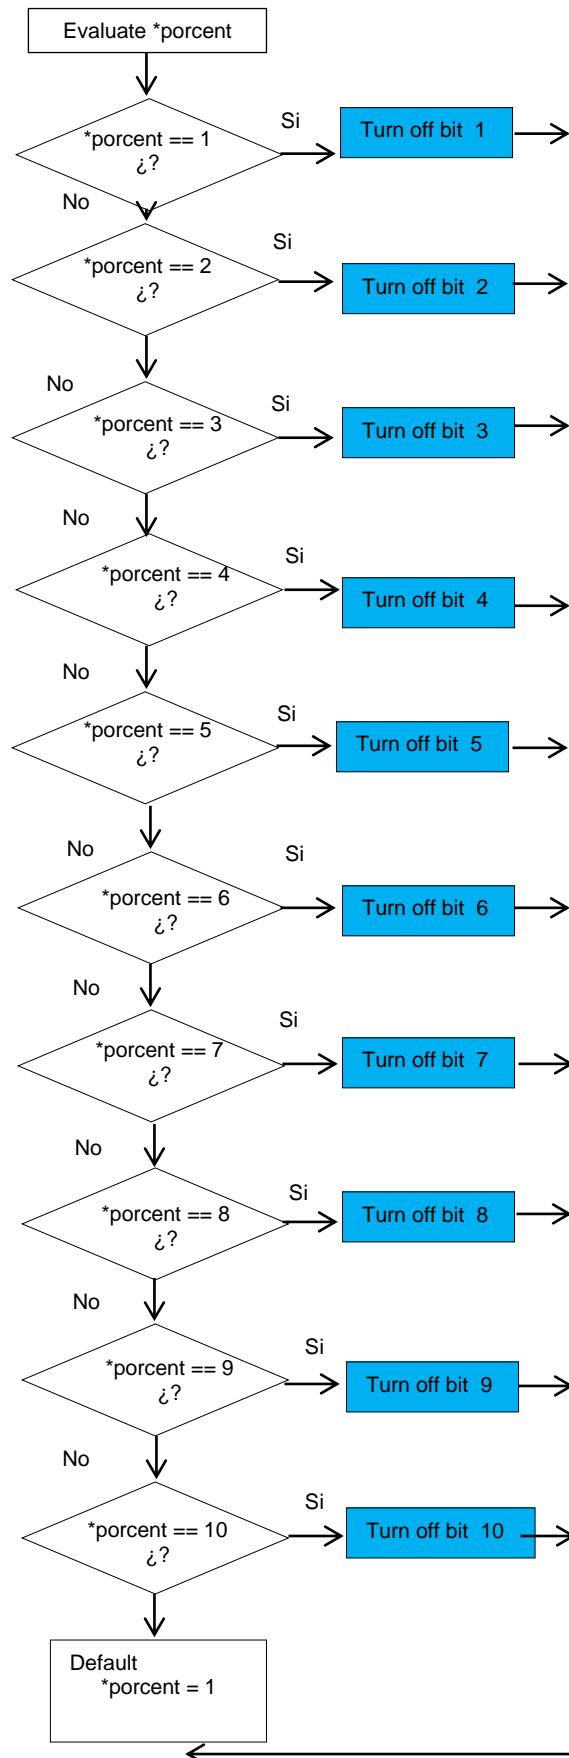 Evaluate *porcent
*porcent == 1
¿?
Si
Turn off bit  1
No
*porcent == 2
¿?
Si
Turn off bit  2
No
*porcent == 3
¿?
Si
Turn off bit  3
No
*porcent == 4
¿?
Si
Turn off bit  4
No
*porcent == 5
¿?
Si
Turn off bit  5
No
*porcent == 6
¿?
Si
Turn off bit  6
No
*porcent == 7
¿?
Si
Turn off bit  7
No
*porcent == 8
¿?
Si
Turn off bit  8
No
*porcent == 9
¿?
Si
Turn off bit  9
No
*porcent == 10
¿?
Si
Turn off bit  10
Default
*porcent = 1